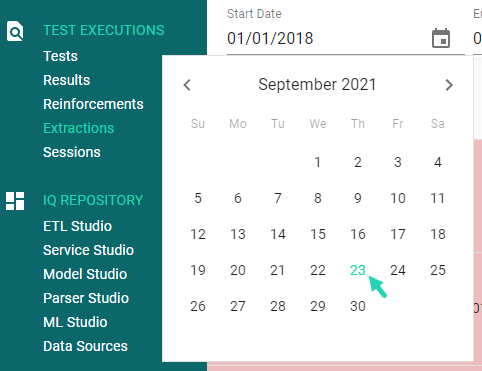 TEST EXECUTIONS
Tests
Results
Reinforcements
Extractions
Sessions
IQ REPOSITORY
ETL Studio
Service Studio
Model Studio
Parser Studio
ML Studio
Data Sources
Start Date
01/01/2018
September 2021
Su Mo Tu We Th Fr Sa
1 2 3 4
5 6 7 8 9 10 11
12 13 14 15 16 17 18
19 20 21 22 23 24 25
26 27 28 29 30